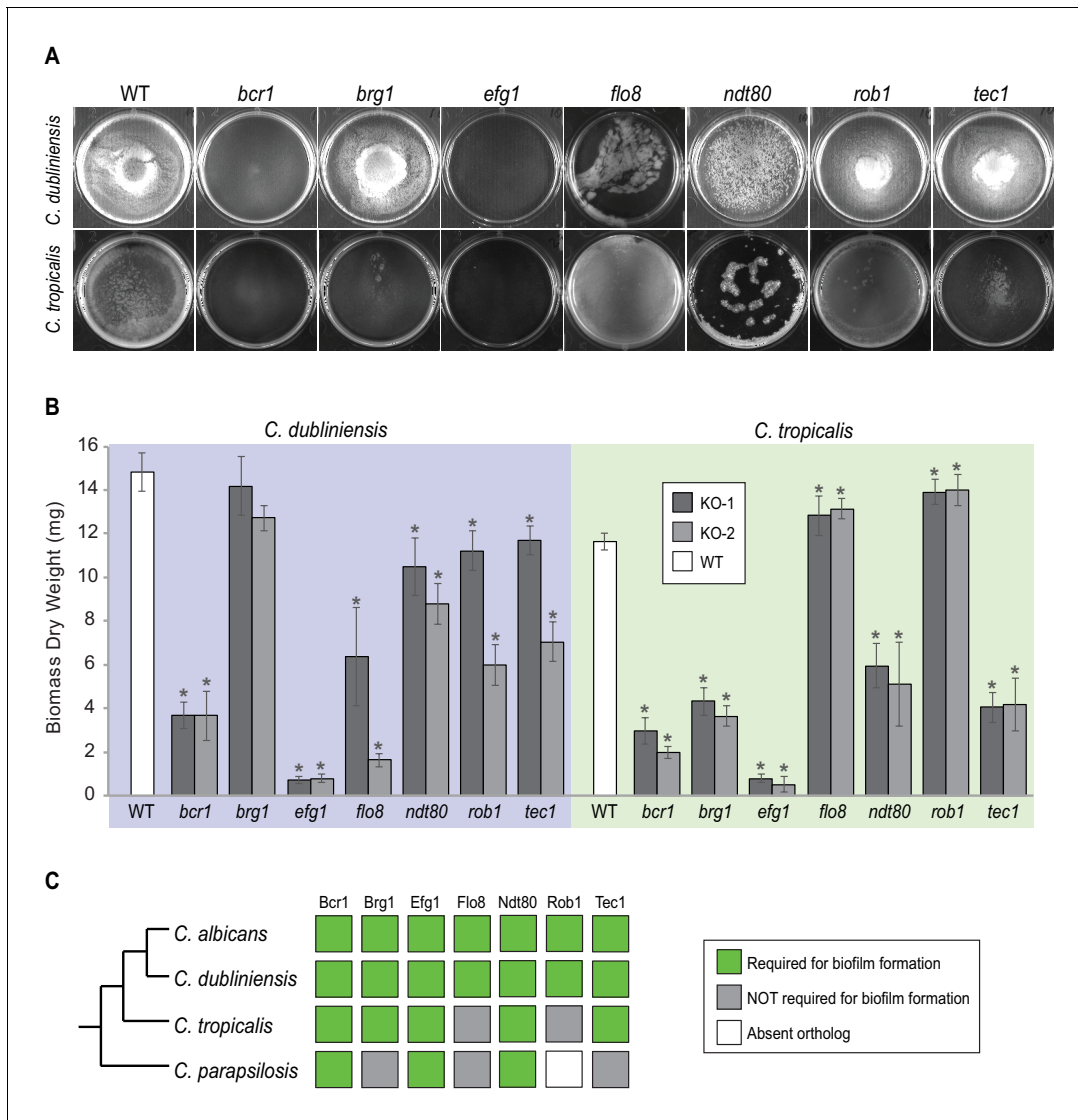 A
WT bcr1 brg1 efg1 flo8 ndt80 rob1 tec1
C. dubliniensis
C. tropicalis
B
C. dubliniensis C. tropicalis
Biomass Dry Weight (mg)
16
14
12
10
8
6
4
2
0
* * * * * * * * * * * *
* * * * * * * * * * * * * *
KO-1
KO-2
WT
WT bcr1 brg1 efg1 flo8 ndt80 rob1 tec1 WT bcr1 brg1 efg1 flo8 ndt80 rob1 tec1
C
Bcr1 Brg1 Efg1 Flo8 Ndt80 Rob1 Tec1
C. albicans
C. dubliniensis
C. tropicalis
C. parapsilosis
Required for biofilm formation
NOT required for biofilm formation
Absent ortholog